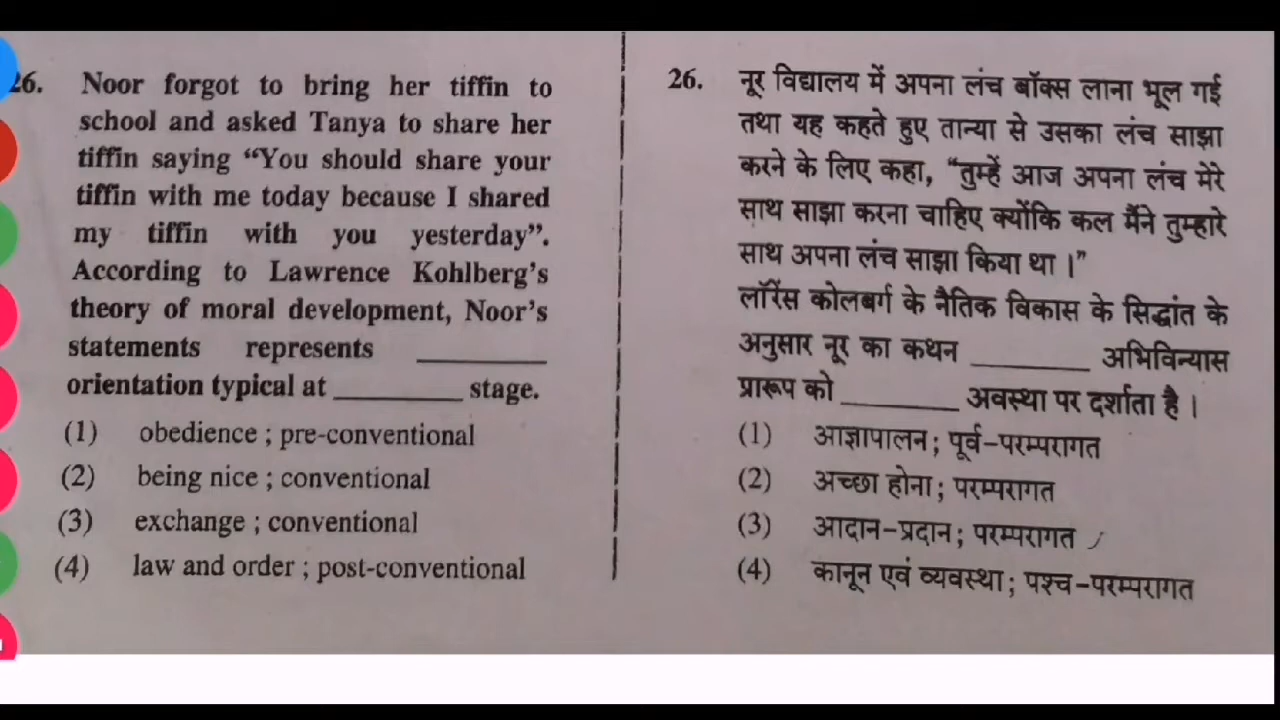 26. Noor forgot to bring her tiffin to
school and asked Tanya to share her
tiffin saying “You should share your
tiffin with me today because I shared
my tiffin with you yesterday”.
According to Lawrence Kohlberg’s
theory of moral development, Noor’s
statements represents ________
orientation typical at ________ stage.
(1) obedience ; pre-conventional
(2) being nice ; conventional
(3) exchange ; conventional
(4) law and order ; post-conventional
26. नूर विद्यालय में अपना लंच बॉक्स लाना भूल गई
तथा यह कहते हुए तान्या से उसका लंच साझा
करने के लिए कहा, “तुम्हें आज अपना लंच मेरे
साथ साझा करना चाहिए क्योंकि कल मैंने तुम्हारे
साथ अपना लंच साझा किया था ।”
लॉरेंस कोलबर्ग के नैतिक विकास के सिद्धांत के
अनुसार नूर का कथन ________ अभिविन्यास
प्रारूप को ________ अवस्था पर दर्शाता है ।
(1) आज्ञापालन ; पूर्व-परम्परागत
(2) अच्छा होना ; परम्परागत
(3) आदान-प्रदान ; परम्परागत
(4) कानून एवं व्यवस्था ; पश्च-परम्परागत